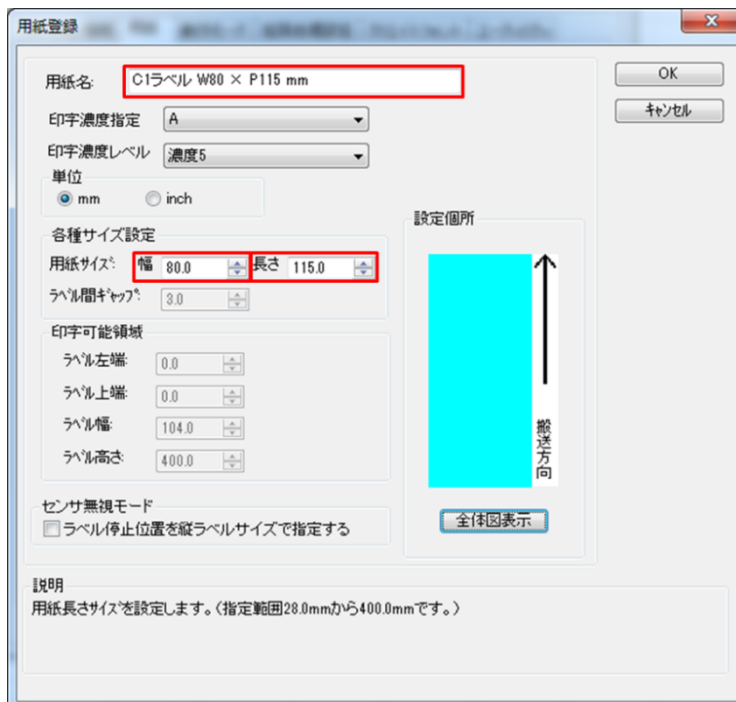 用紙登録
用紙名: C1ラベル W80 × P115 mm
OK
キャンセル
印字濃度指定 A
印字濃度レベル 濃度5
単位
mm inch
設定個所
各種サイズ設定
用紙サイズ: 幅 80.0 長さ 115.0
ラベル間ギャップ: 3.0
印字可能領域
ラベル左端: 0.0
ラベル上端: 0.0
ラベル幅: 104.0
ラベル高さ: 400.0
搬送方向
全体図表示
センサ無視モード
ラベル停止位置を縦ラベルサイズで指定する
説明
用紙長さサイズを設定します。(指定範囲28.0mmから400.0mmです。)